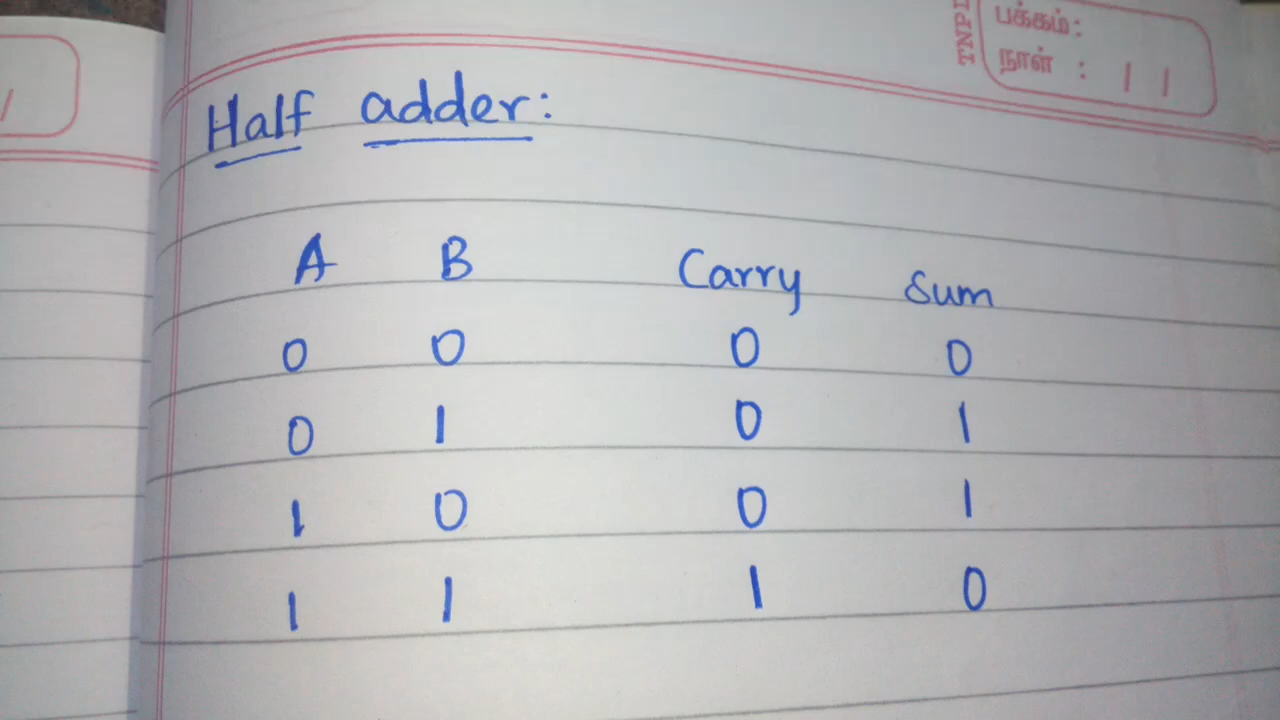 TNPL
பக்கம்:
நாள் : / /
Half adder:
A B Carry Sum
0 0 0 0
0 1 0 1
1 0 0 1
1 1 1 0